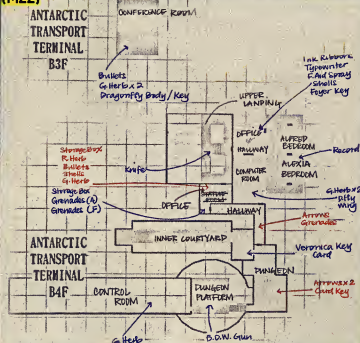 (M22)
CONFERENCE ROOM
ANTARCTIC
TRANSPORT
TERMINAL
B3F
Bullets
G.Herb x 2
Dragonfly Body/Key
Ink Ribbons
Typewriter
F.Aid Spray
Shells
Foyer Key
UPPER
LANDING
OFFICE
HALLWAY
COMPUTER
ROOM
ALFRED
BEDROOM
ALEXIA
BEDROOM
Record
Knife
Storage Box
R.Herb
Bullets
Shells
G.Herb
Storage Box
Grenades (A)
Grenades (F)
OFFICE
HALLWAY
G.Herb x 2
Wing
Arrows
Grenades
ANTARCTIC
TRANSPORT
TERMINAL
B4F
INNER COURTYARD
Veronica Key
Card
DUNGEON
CONTROL
ROOM
DUNGEON
PLATFORM
Arrows x 2
Card Key
G.Herb
B.O.W. Gun